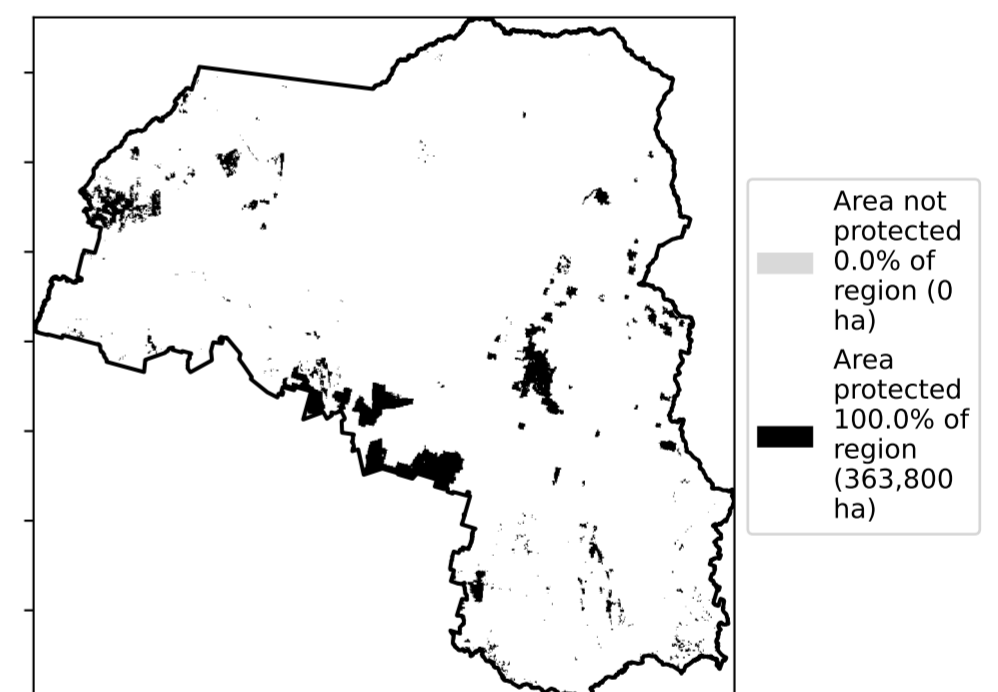 Area not
protected
0.0% of
region (0
ha)
Area
protected
100.0% of
region
(363,800
ha)